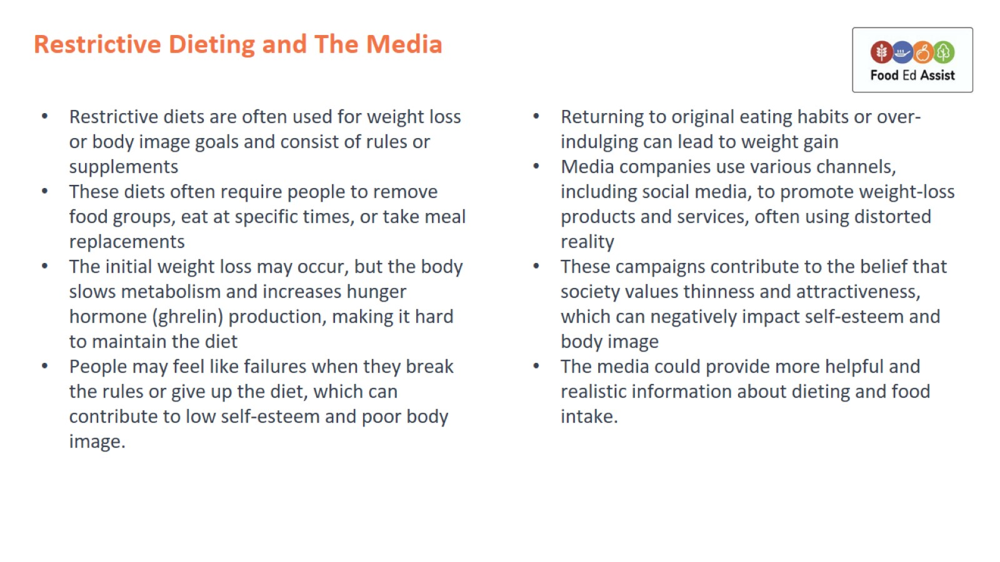 Restrictive Dieting and The Media
Food Ed Assist
• Restrictive diets are often used for weight loss
or body image goals and consist of rules or
supplements
• These diets often require people to remove
food groups, eat at specific times, or take meal
replacements
• The initial weight loss may occur, but the body
slows metabolism and increases hunger
hormone (ghrelin) production, making it hard
to maintain the diet
• People may feel like failures when they break
the rules or give up the diet, which can
contribute to low self-esteem and poor body
image.
• Returning to original eating habits or over-
indulging can lead to weight gain
• Media companies use various channels,
including social media, to promote weight-loss
products and services, often using distorted
reality
• These campaigns contribute to the belief that
society values thinness and attractiveness,
which can negatively impact self-esteem and
body image
• The media could provide more helpful and
realistic information about dieting and food
intake.